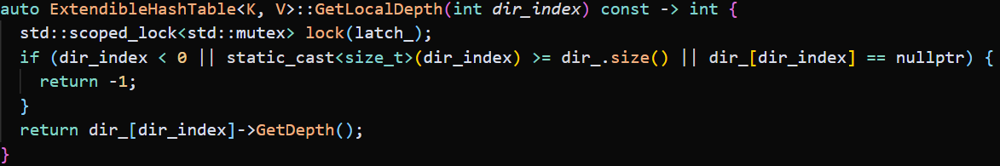 auto ExtendibleHashTable<K, V>::GetLocalDepth(int dir_index) const -> int {
  std::scoped_lock<std::mutex> lock(latch_);
  if (dir_index < 0 || static_cast<size_t>(dir_index) >= dir_.size() || dir_[dir_index] == nullptr) {
    return -1;
  }
  return dir_[dir_index]->GetDepth();
}